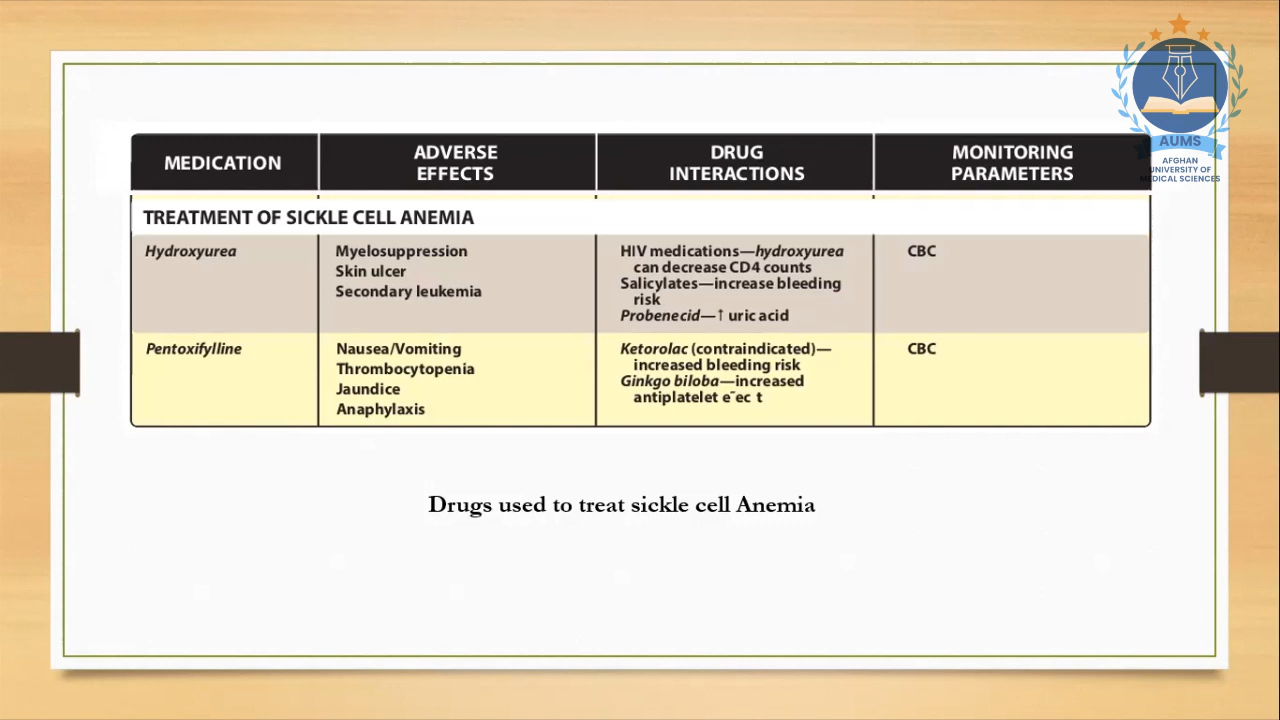 AUMS
AFGHAN
UNIVERSITY OF
MEDICAL SCIENCES
MEDICATION
ADVERSE
EFFECTS
DRUG
INTERACTIONS
MONITORING
PARAMETERS
TREATMENT OF SICKLE CELL ANEMIA
Hydroxyurea
Myelosuppression
Skin ulcer
Secondary leukemia
HIV medications—hydroxyurea
can decrease CD4 counts
Salicylates—increase bleeding
risk
Probenecid—↑ uric acid
CBC
Pentoxifylline
Nausea/Vomiting
Thrombocytopenia
Jaundice
Anaphylaxis
Ketorolac (contraindicated)—
increased bleeding risk
Ginkgo biloba—increased
antiplatelet e˜ec t
CBC
Drugs used to treat sickle cell Anemia